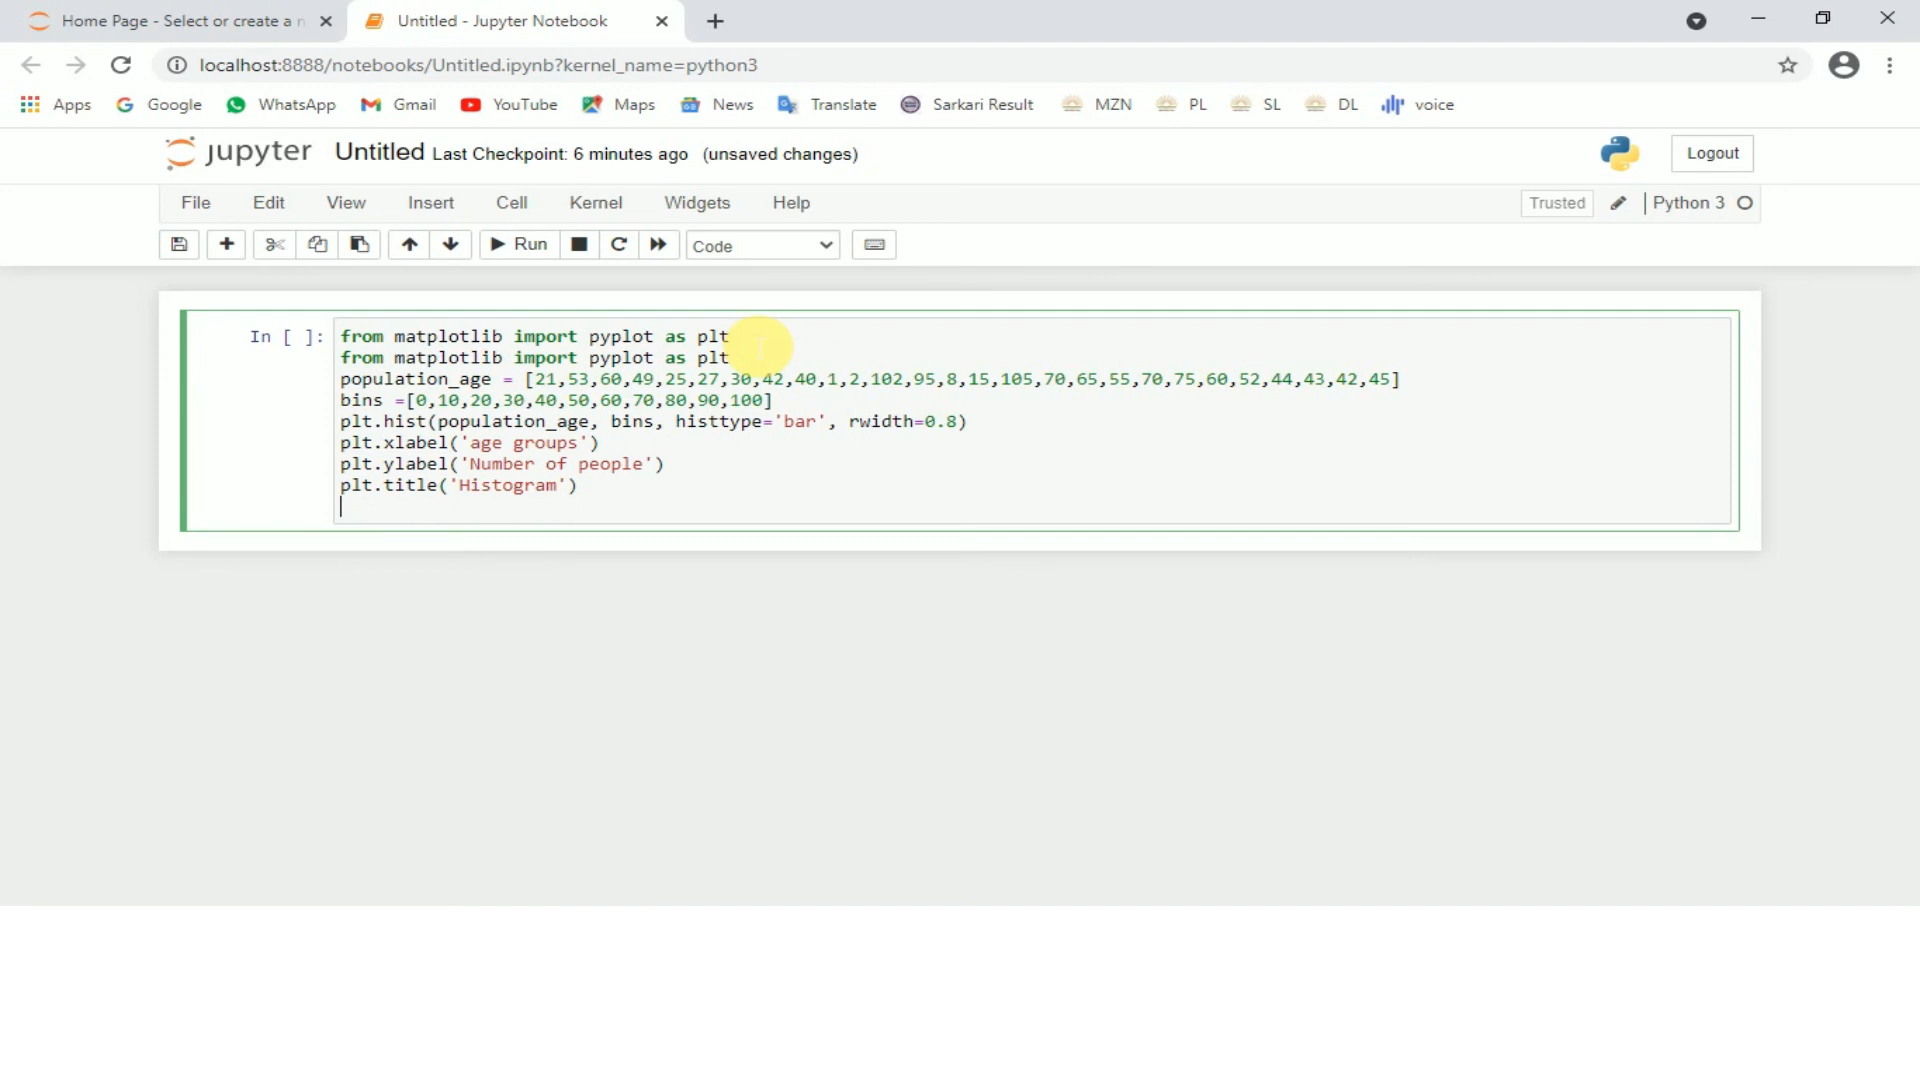 Home Page - Select or create a n
Untitled - Jupyter Notebook
localhost:8888/notebooks/Untitled.ipynb?kernel_name=python3
Apps Google WhatsApp Gmail YouTube Maps News Translate Sarkari Result MZN PL SL DL voice
jupyter Untitled Last Checkpoint: 6 minutes ago (unsaved changes) Logout
File Edit View Insert Cell Kernel Widgets Help Trusted Python 3
Run Code
In [ ]: from matplotlib import pyplot as plt
from matplotlib import pyplot as plt
population_age = [21,53,60,49,25,27,30,42,40,1,2,102,95,8,15,105,70,65,55,70,75,60,52,44,43,42,45]
bins =[0,10,20,30,40,50,60,70,80,90,100]
plt.hist(population_age, bins, histtype='bar', rwidth=0.8)
plt.xlabel('age groups')
plt.ylabel('Number of people')
plt.title('Histogram')